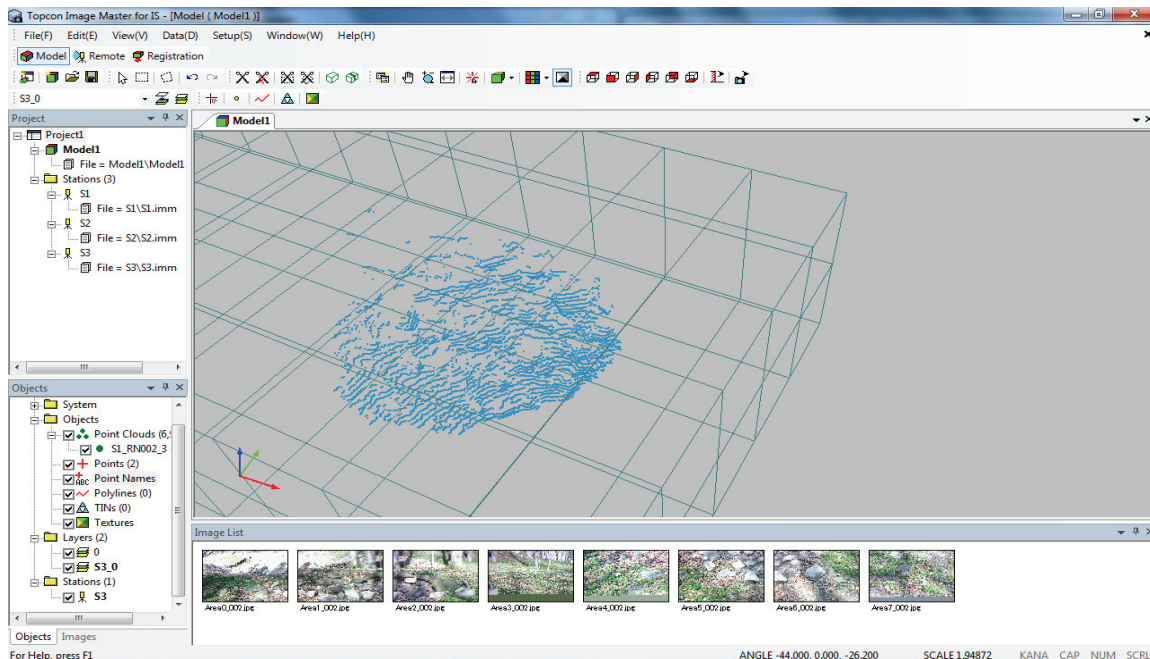 Topcon Image Master for IS - [Model ( Model1 )]
File(F) Edit(E) View(V) Data(D) Setup(S) Window(W) Help(H)
Model Remote Registration
S3_0
Project
Project1
Model1
File = Model1\Model1
Stations (3)
S1
File = S1\S1.imm
S2
File = S2\S2.imm
S3
File = S3\S3.imm
Objects
System
Objects
Point Clouds (6,
S1_RN002_3
Points (2)
ABC Point Names
Polylines (0)
TINs (0)
Textures
Layers (2)
0
S3_0
Stations (1)
S3
Objects Images
Model1
Image List
Area0_002.jpg Area1_002.jpg Area2_002.jpg Area3_002.jpg Area4_002.jpg Area5_002.jpg Area6_002.jpg Area7_002.jpg
For Help, press F1 ANGLE -44.000, 0.000, -26.200 SCALE 1.94872 KANA CAP NUM SCRL